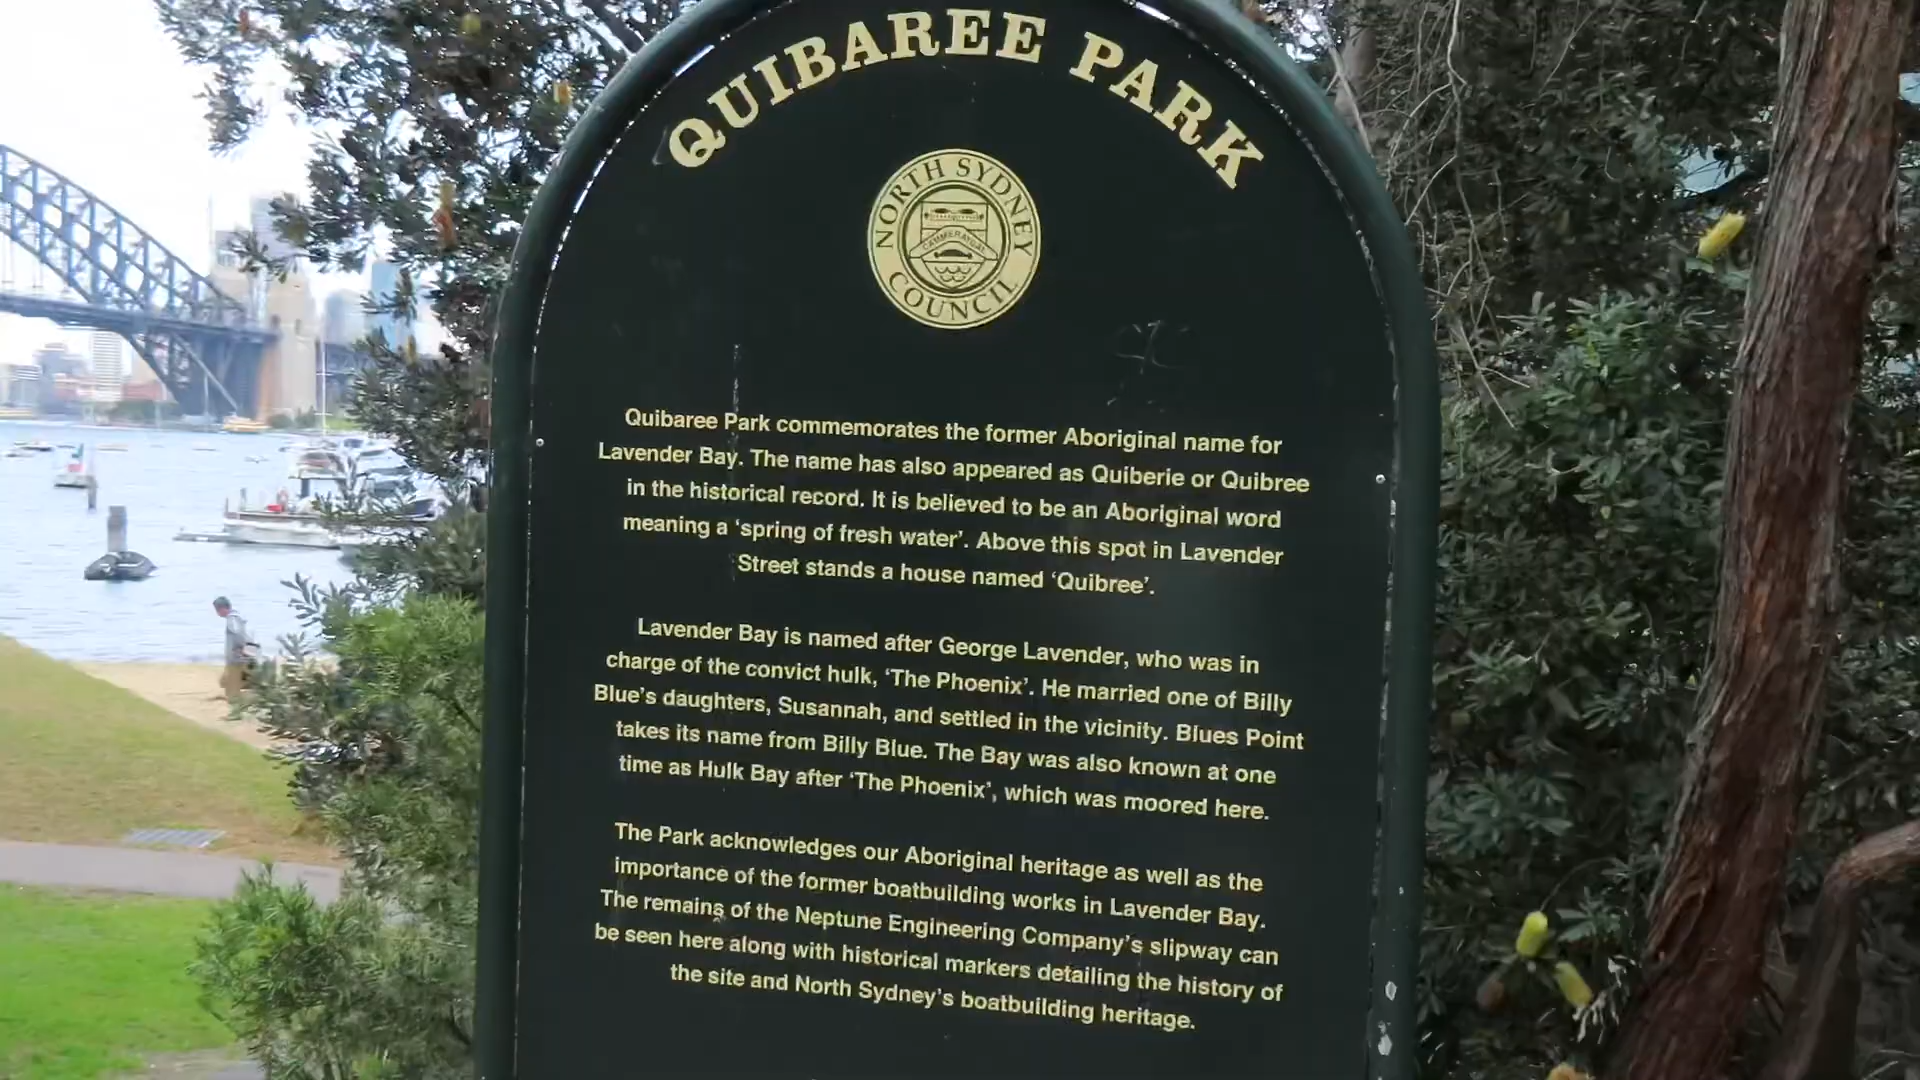 QUIBAREE PARK
NORTH SYDNEY
CAMMERAYGAL
COUNCIL
Quibaree Park commemorates the former Aboriginal name for
Lavender Bay. The name has also appeared as Quiberie or Quibree
in the historical record. It is believed to be an Aboriginal word
meaning a ‘spring of fresh water’. Above this spot in Lavender
Street stands a house named ‘Quibree’.
Lavender Bay is named after George Lavender, who was in
charge of the convict hulk, ‘The Phoenix’. He married one of Billy
Blue’s daughters, Susannah, and settled in the vicinity. Blues Point
takes its name from Billy Blue. The Bay was also known at one
time as Hulk Bay after ‘The Phoenix’, which was moored here.
The Park acknowledges our Aboriginal heritage as well as the
importance of the former boatbuilding works in Lavender Bay.
The remains of the Neptune Engineering Company’s slipway can
be seen here along with historical markers detailing the history of
the site and North Sydney’s boatbuilding heritage.